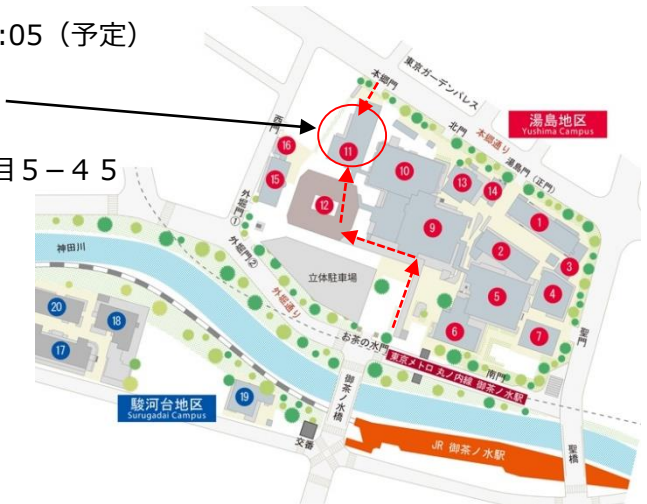 :05（予定）
目５－４５
東京ガーデンパレス
本郷門
湯島地区
Yushima Campus
北門
本郷通り
湯島門（正門）
西門
16
11
15
10
13
14
12
1
外堀門①
9
2
3
神田川
外堀門②
立体駐車場
5
4
外堀通り
6
7
聖門
20
18
17
お茶の水門
東京メトロ 丸ノ内線 御茶ノ水駅
南門
駿河台地区
Surugadai Campus
19
御茶ノ水橋
交番
JR 御茶ノ水駅
聖橋